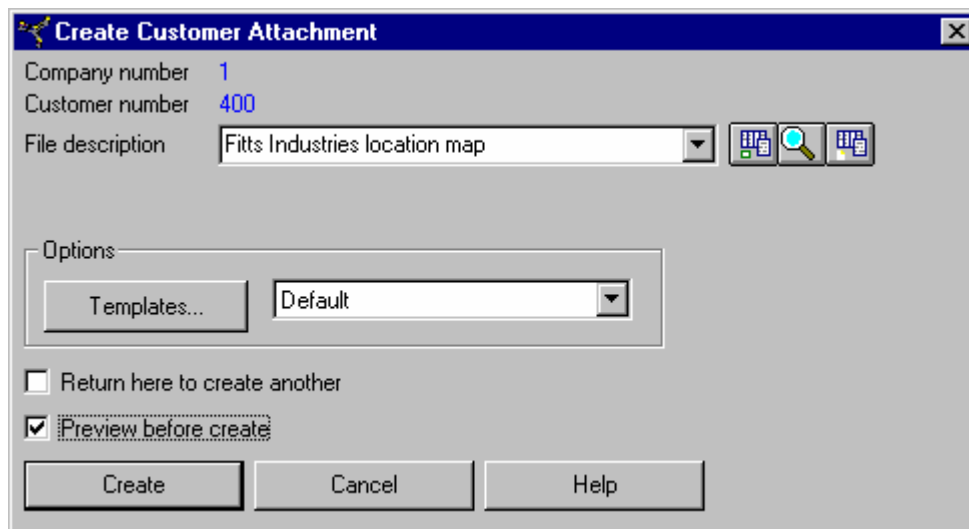 Create Customer Attachment
Company number 1
Customer number 400
File description Fitts Industries location map
Options
Templates... Default
Return here to create another
Preview before create
Create Cancel Help